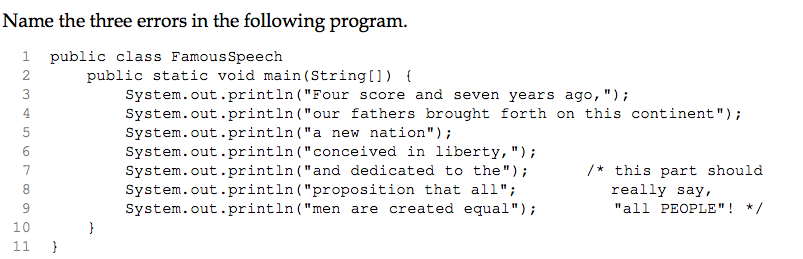 Name the three errors in the following program.
1 public class FamousSpeech
2 public static void main(String[]) {
3 System.out.println("Four score and seven years ago,");
4 System.out.println("our fathers brought forth on this continent");
5 System.out.println("a new nation");
6 System.out.println("conceived in liberty,");
7 System.out.println("and dedicated to the"); /* this part should
8 System.out.println("proposition that all"; really say,
9 System.out.println("men are created equal"); "all PEOPLE"! */
10 }
11 }